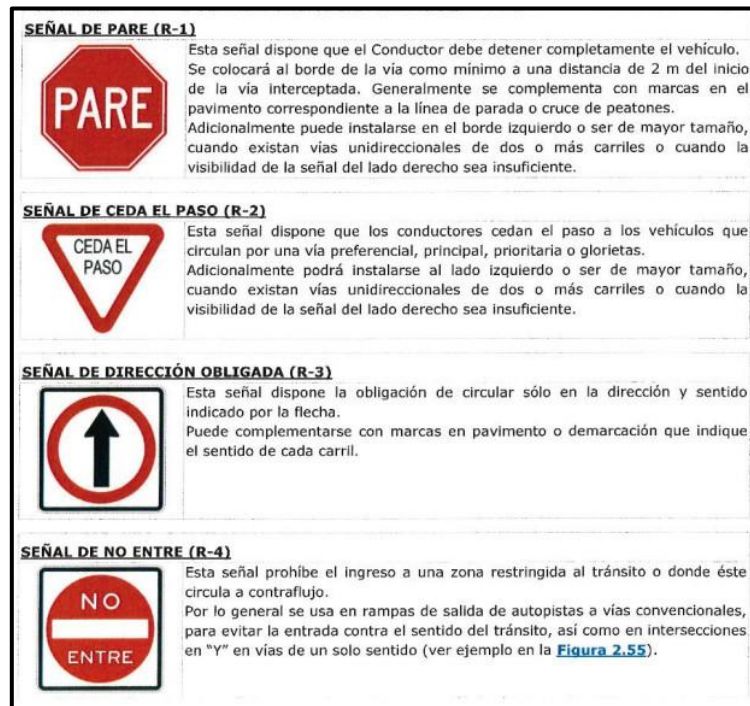 SEÑAL DE PARE (R-1)
PARE
Esta señal dispone que el Conductor debe detener completamente el vehículo.
Se colocará al borde de la vía como mínimo a una distancia de 2 m del inicio
de la vía interceptada. Generalmente se complementa con marcas en el
pavimento correspondiente a la línea de parada o cruce de peatones.
Adicionalmente puede instalarse en el borde izquierdo o ser de mayor tamaño,
cuando existan vías unidireccionales de dos o más carriles o cuando la
visibilidad de la señal del lado derecho sea insuficiente.
SEÑAL DE CEDA EL PASO (R-2)
CEDA EL
PASO
Esta señal dispone que los conductores cedan el paso a los vehículos que
circulan por una vía preferencial, principal, prioritaria o glorietas.
Adicionalmente podrá instalarse al lado izquierdo o ser de mayor tamaño,
cuando existan vías unidireccionales de dos o más carriles o cuando la
visibilidad de la señal del lado derecho sea insuficiente.
SEÑAL DE DIRECCIÓN OBLIGADA (R-3)
Esta señal dispone la obligación de circular sólo en la dirección y sentido
indicado por la flecha.
Puede complementarse con marcas en pavimento o demarcación que indique
el sentido de cada carril.
SEÑAL DE NO ENTRE (R-4)
NO
ENTRE
Esta señal prohíbe el ingreso a una zona restringida al tránsito o donde éste
circula a contraflujo.
Por lo general se usa en rampas de salida de autopistas a vías convencionales,
para evitar la entrada contra el sentido del tránsito, así como en intersecciones
en "Y" en vías de un solo sentido (ver ejemplo en la Figura 2.55).